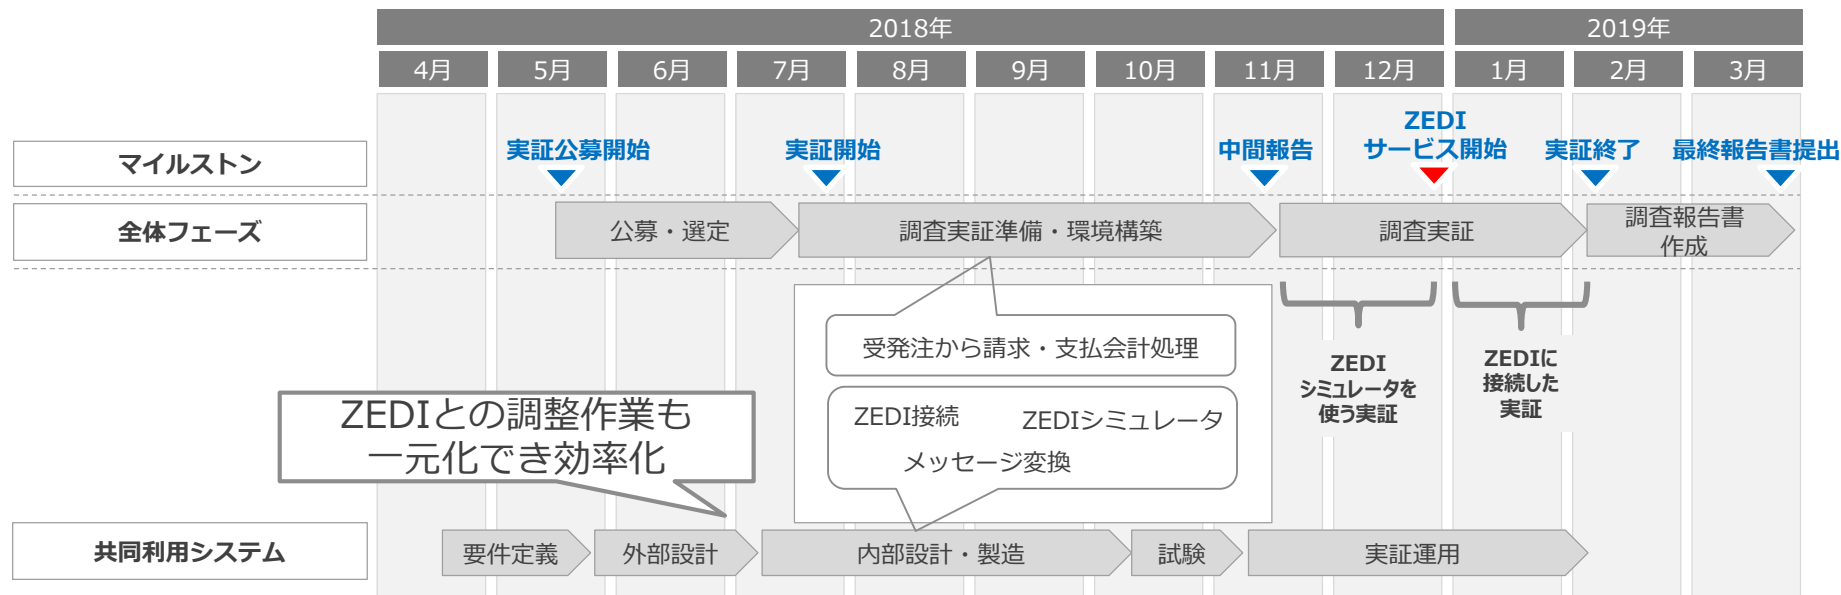 2018年
2019年
4月
5月
6月
7月
8月
9月
10月
11月
12月
1月
2月
3月
マイルストン
実証公募開始
実証開始
中間報告
ZEDI
サービス開始
実証終了
最終報告書提出
全体フェーズ
公募・選定
調査実証準備・環境構築
調査実証
調査報告書
作成
受発注から請求・支払会計処理
ZEDI
シミュレータを
使う実証
ZEDIに
接続した
実証
ZEDIとの調整作業も
一元化でき効率化
ZEDI接続
ZEDIシミュレータ
メッセージ変換
共同利用システム
要件定義
外部設計
内部設計・製造
試験
実証運用